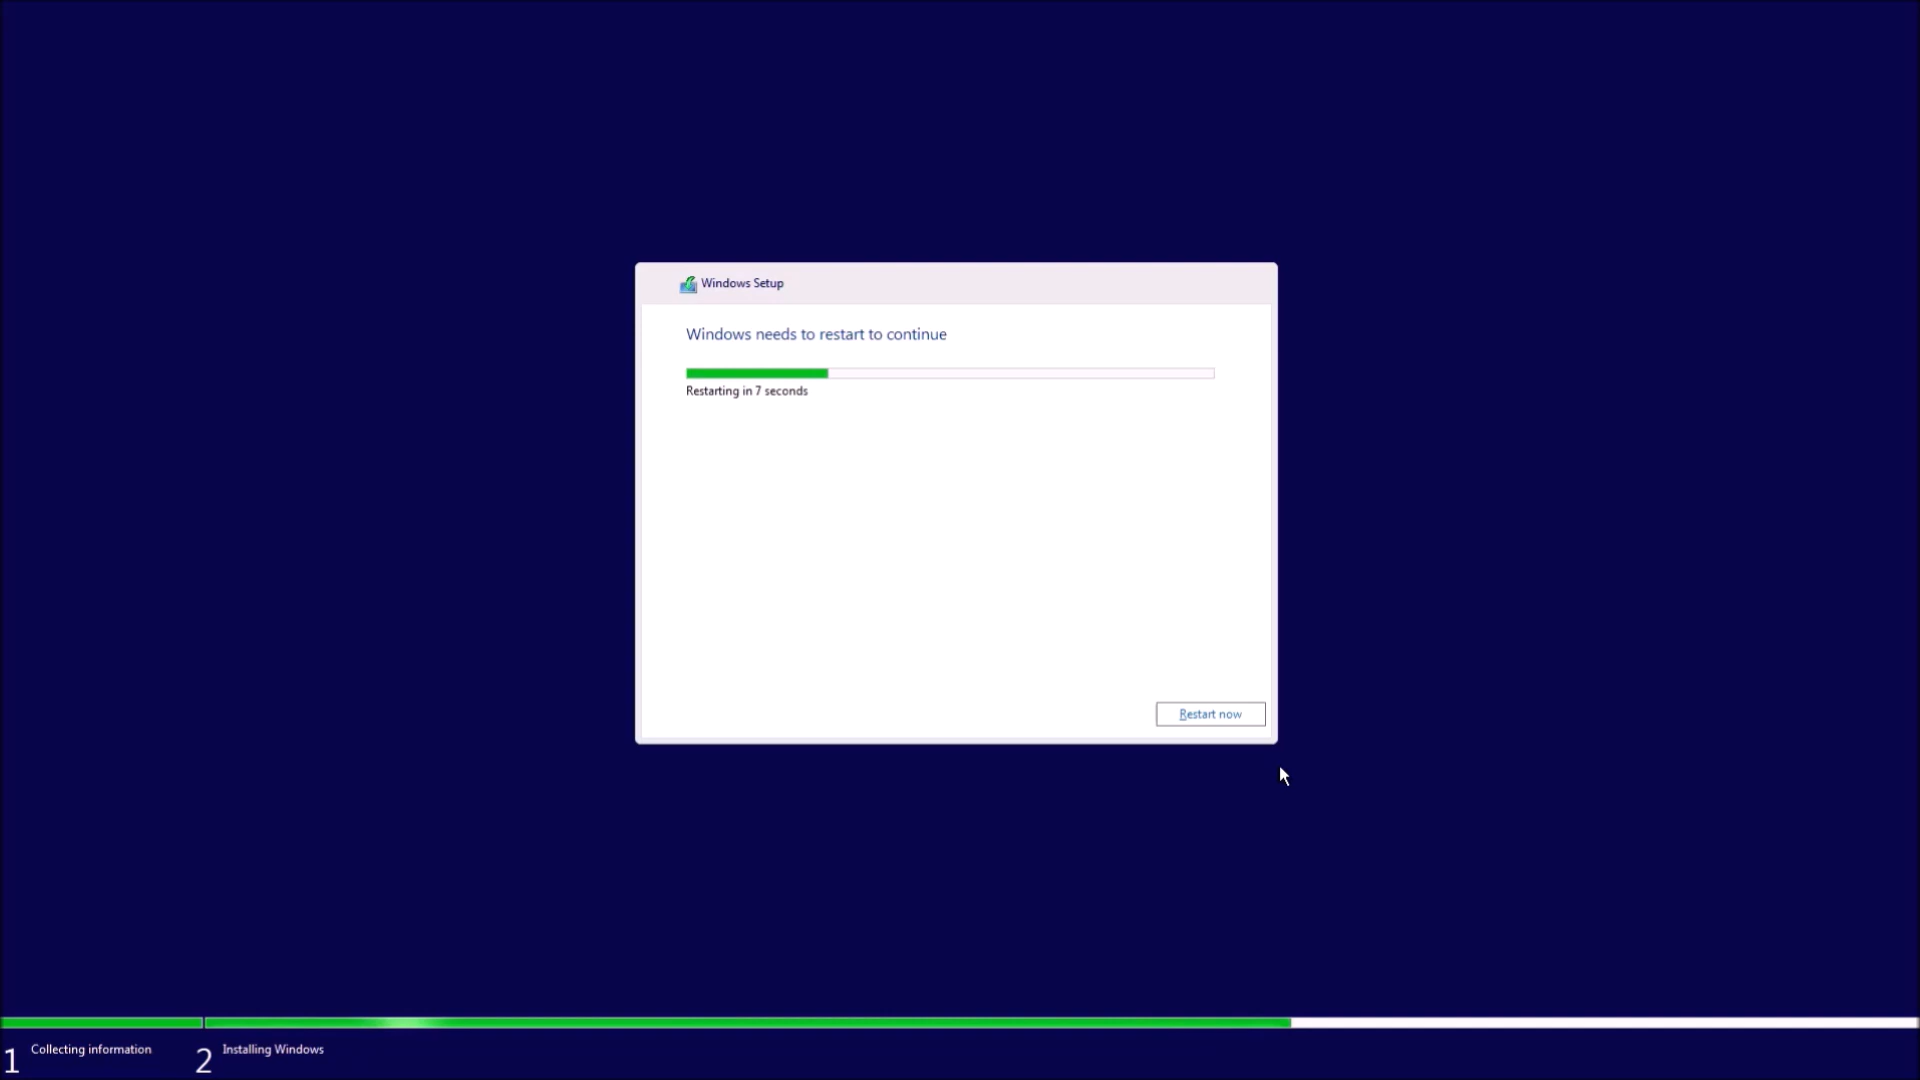 Windows Setup
Windows needs to restart to continue
Restarting in 7 seconds
Restart now
1 Collecting information
2 Installing Windows